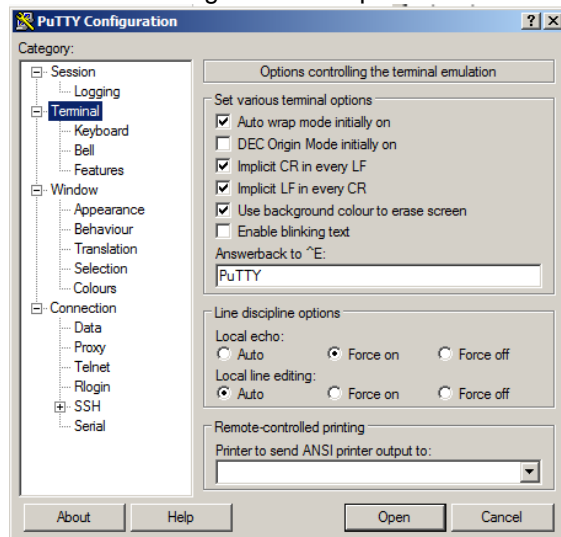 PuTTY Configuration
Category:
Session
Logging
Terminal
Keyboard
Bell
Features
Window
Appearance
Behaviour
Translation
Selection
Colours
Connection
Data
Proxy
Telnet
Rlogin
SSH
Serial
Options controlling the terminal emulation
Set various terminal options
Auto wrap mode initially on
DEC Origin Mode initially on
Implicit CR in every LF
Implicit LF in every CR
Use background colour to erase screen
Enable blinking text
Answerback to ^E:
PuTTY
Line discipline options
Local echo:
Auto Force on Force off
Local line editing:
Auto Force on Force off
Remote-controlled printing
Printer to send ANSI printer output to:
About Help Open Cancel